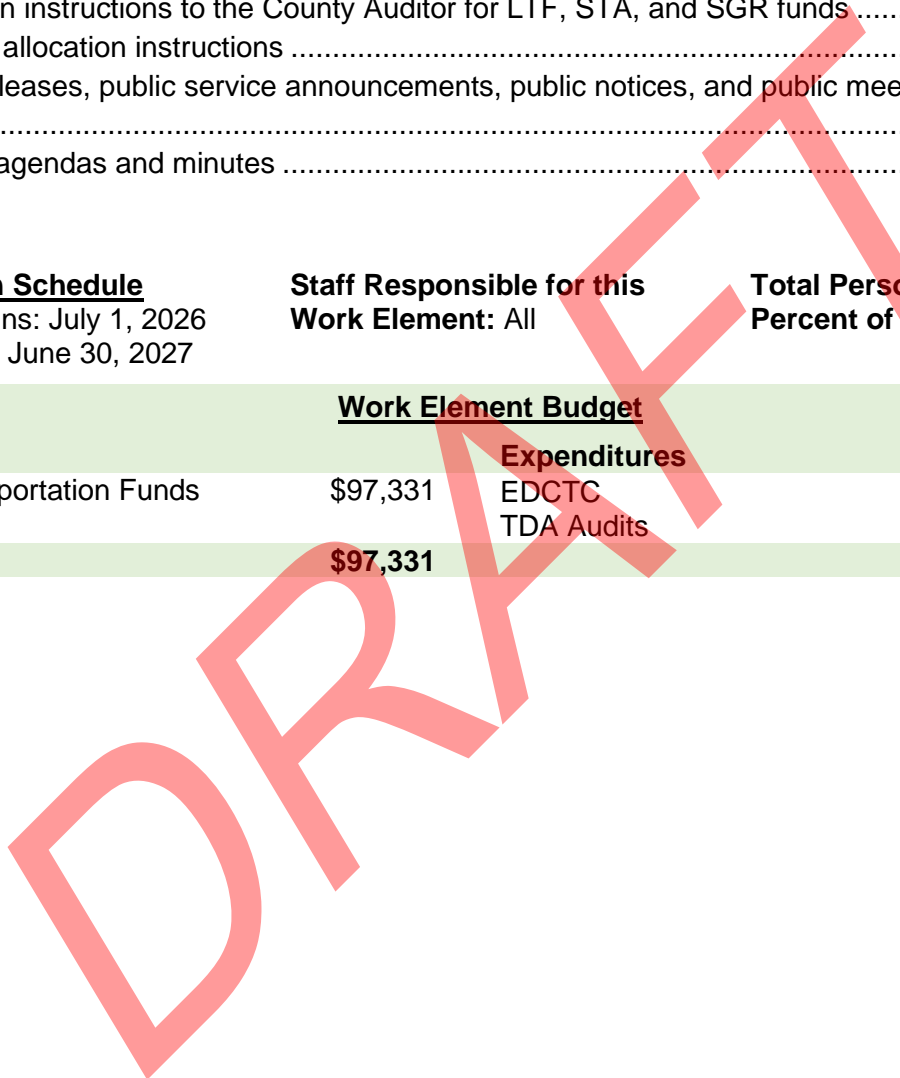 n instructions to the County Auditor for LTF, STA, and SGR funds .....
allocation instructions ..........................................................................
leases, public service announcements, public notices, and public mee
.............................................................................................................
agendas and minutes ...........................................................................
Schedule Staff Responsible for this Total Perso
ns: July 1, 2026 Work Element: All Percent of
June 30, 2027
Work Element Budget
Expenditures
portation Funds $97,331 EDCTC
TDA Audits
$97,331
DRAFT